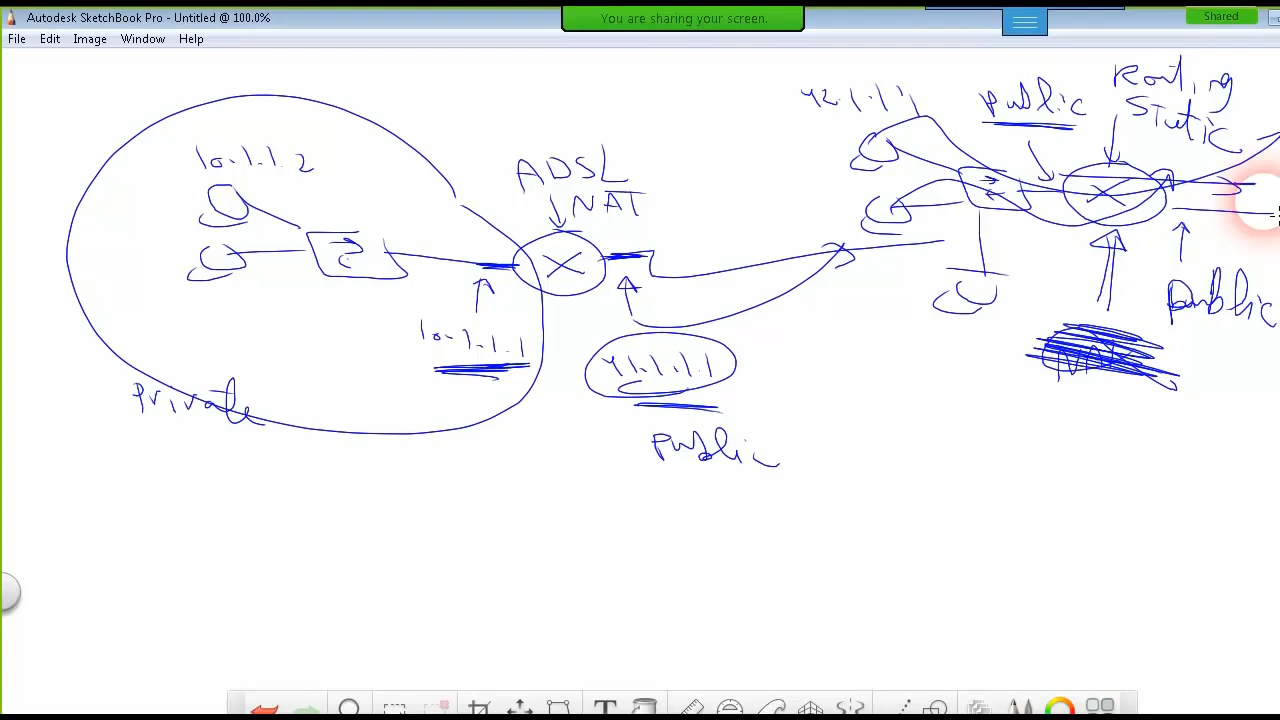 Autodesk SketchBook Pro - Untitled @ 100.0%
You are sharing your screen.
Shared
File Edit Image Window Help
10.1.1.2
ADSL
NAT
10.1.1.1
41.1.1.1
public
private
42.1.1.1
public
Routing
Static
public